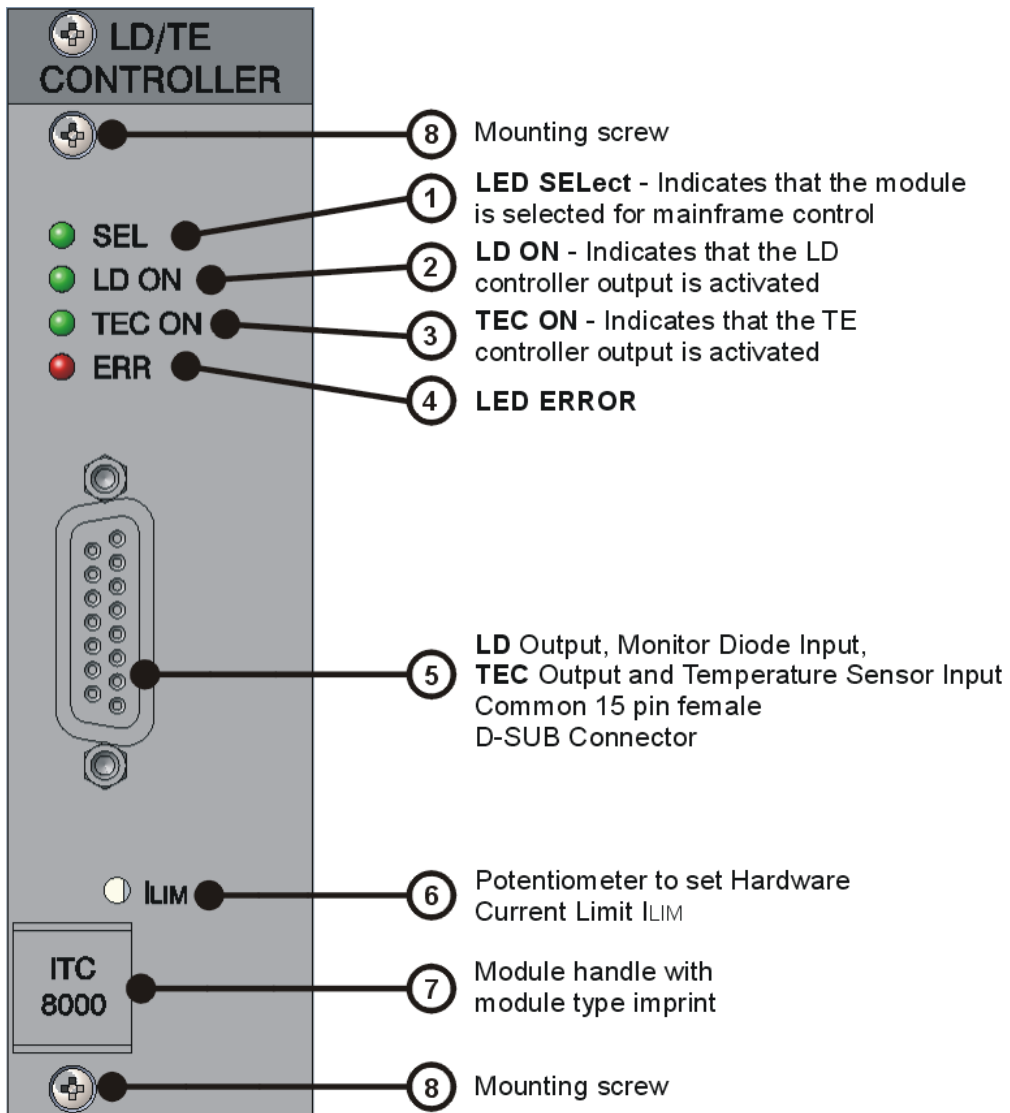 LD/TE
CONTROLLER
8 Mounting screw
1 LED SELect - Indicates that the module
is selected for mainframe control
SEL
2 LD ON - Indicates that the LD
controller output is activated
LD ON
3 TEC ON - Indicates that the TE
controller output is activated
TEC ON
ERR
4 LED ERROR
5 LD Output, Monitor Diode Input,
TEC Output and Temperature Sensor Input
Common 15 pin female
D-SUB Connector
ILIM
6 Potentiometer to set Hardware
Current Limit ILIM
ITC
8000
7 Module handle with
module type imprint
8 Mounting screw